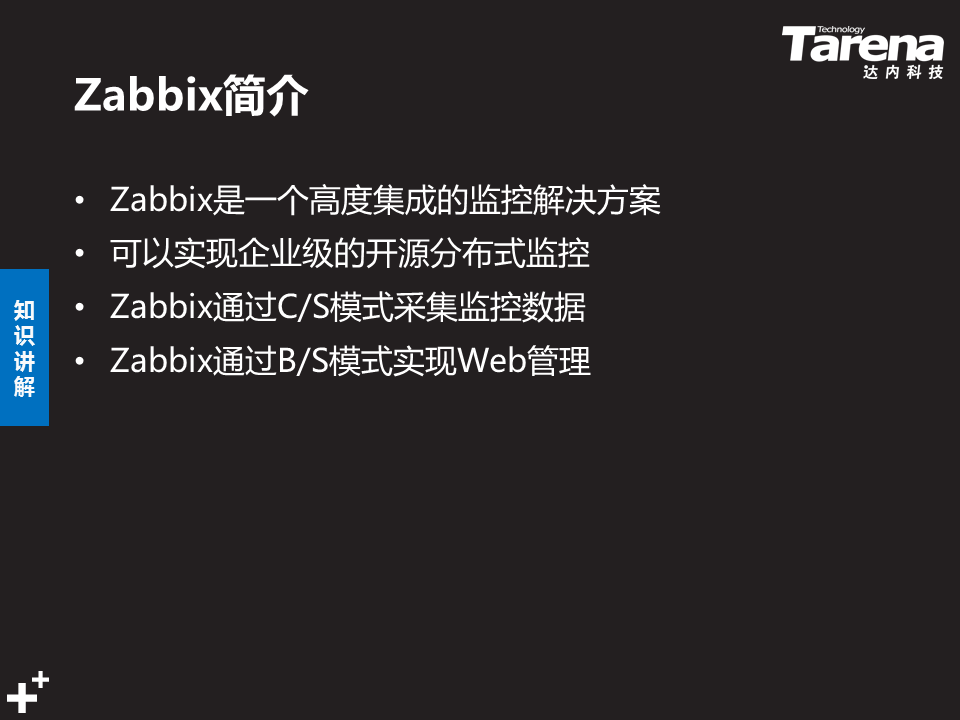 Technology
Tarena
达内科技
Zabbix简介
• Zabbix是一个高度集成的监控解决方案
• 可以实现企业级的开源分布式监控
• Zabbix通过C/S模式采集监控数据
• Zabbix通过B/S模式实现Web管理
知
识
讲
解